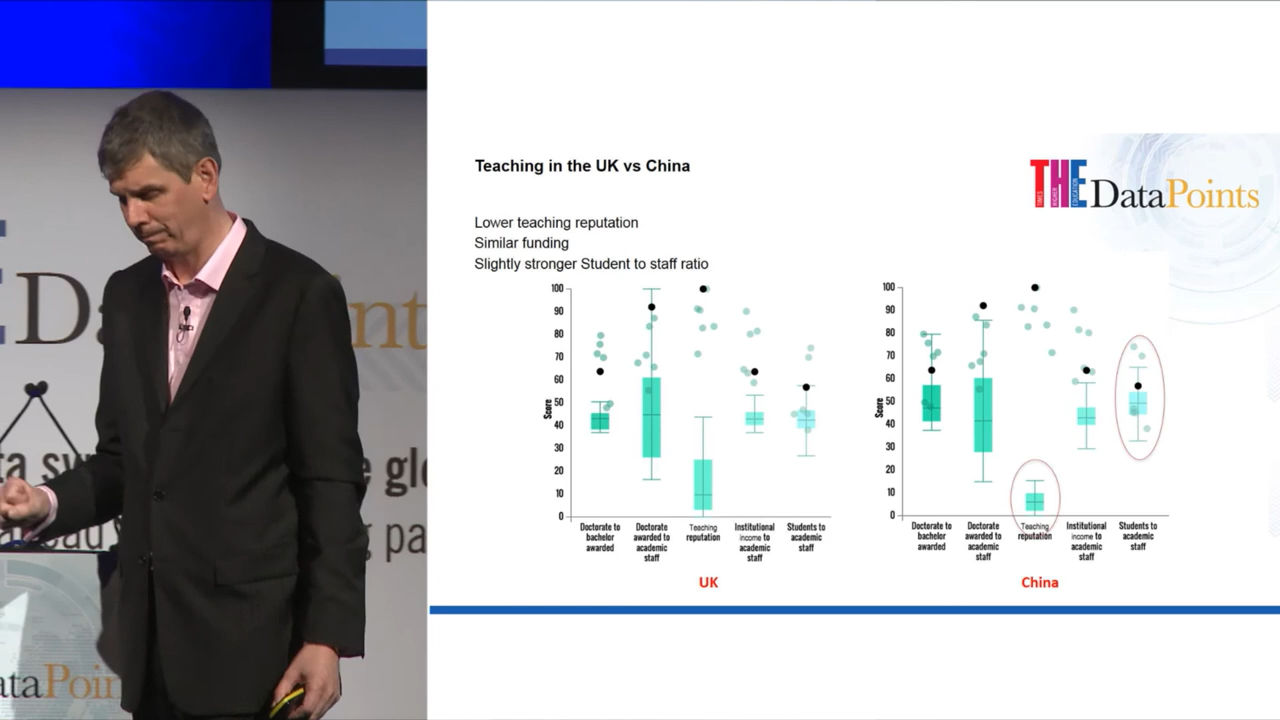 Teaching in the UK vs China
THE DataPoints
TIMES HIGHER EDUCATION
Lower teaching reputation
Similar funding
Slightly stronger Student to staff ratio
100
90
80
70
60
50
40
30
20
10
0
Score
Doctorate to bachelor awarded
Doctorate awarded to academic staff
Teaching reputation
Institutional income to academic staff
Students to academic staff
UK
100
90
80
70
60
50
40
30
20
10
0
Score
Doctorate to bachelor awarded
Doctorate awarded to academic staff
Teaching reputation
Institutional income to academic staff
Students to academic staff
China